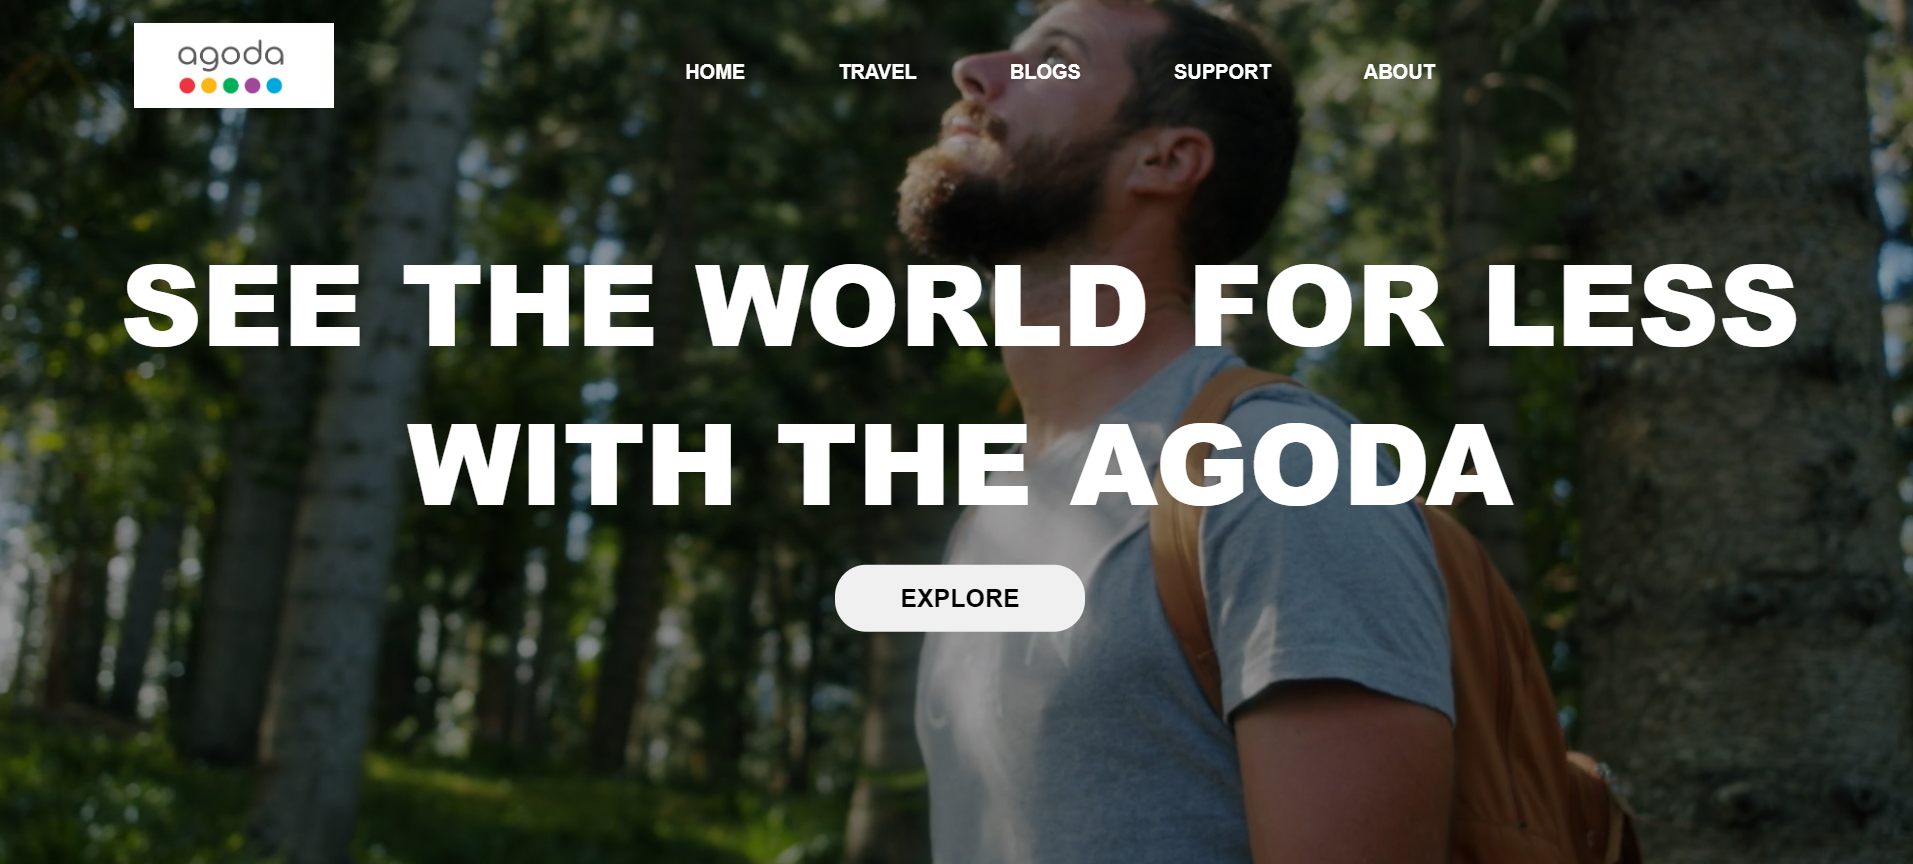 agoda
HOME TRAVEL BLOGS SUPPORT ABOUT
SEE THE WORLD FOR LESS
WITH THE AGODA
EXPLORE